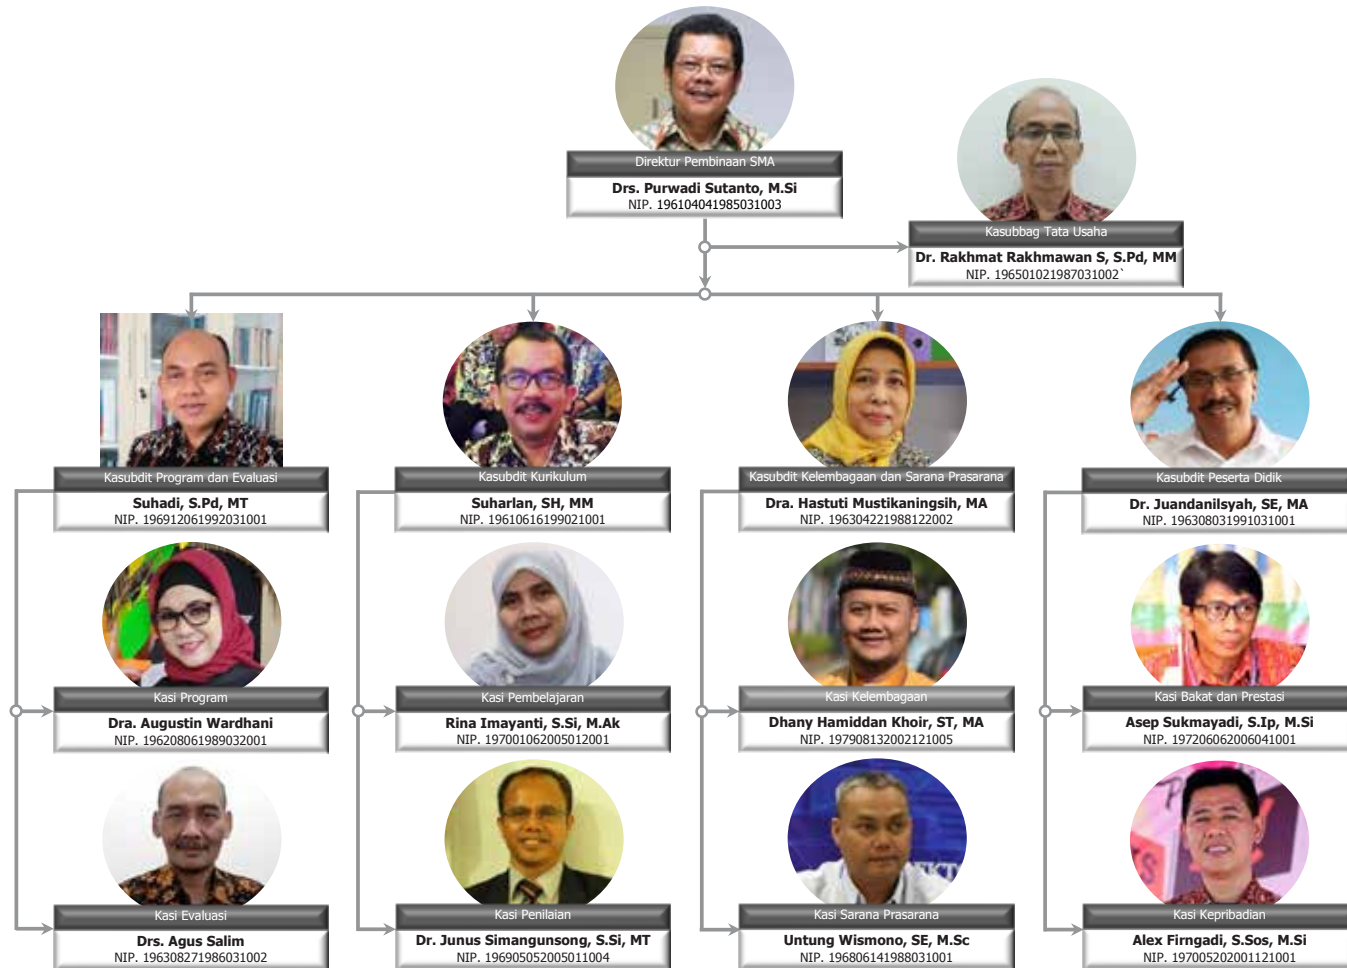 Direktur Pembinaan SMA
Drs. Purwadi Sutanto, M.Si
NIP. 196104041985031003
Kasubbag Tata Usaha
Dr. Rakhmat Rakhmawan S, S.Pd, MM
NIP. 196501021987031002`
Kasubdit Program dan Evaluasi
Suhadi, S.Pd, MT
NIP. 196912061992031001
Kasubdit Kurikulum
Suharlan, SH, MM
NIP. 19610616199021001
Kasubdit Kelembagaan dan Sarana Prasarana
Dra. Hastuti Mustikaningsih, MA
NIP. 196304221988122002
Kasubdit Peserta Didik
Dr. Juandanilsyah, SE, MA
NIP. 196308031991031001
Kasi Program
Dra. Augustin Wardhani
NIP. 196208061989032001
Kasi Pembelajaran
Rina Imayanti, S.Si, M.Ak
NIP. 197001062005012001
Kasi Kelembagaan
Dhany Hamiddan Khoir, ST, MA
NIP. 197908132002121005
Kasi Bakat dan Prestasi
Asep Sukmayadi, S.Ip, M.Si
NIP. 197206062006041001
Kasi Evaluasi
Drs. Agus Salim
NIP. 196308271986031002
Kasi Penilaian
Dr. Junus Simangunsong, S.Si, MT
NIP. 196905052005011004
Kasi Sarana Prasarana
Untung Wismono, SE, M.Sc
NIP. 196806141988031001
Kasi Kepribadian
Alex Firngadi, S.Sos, M.Si
NIP. 197005202001121001